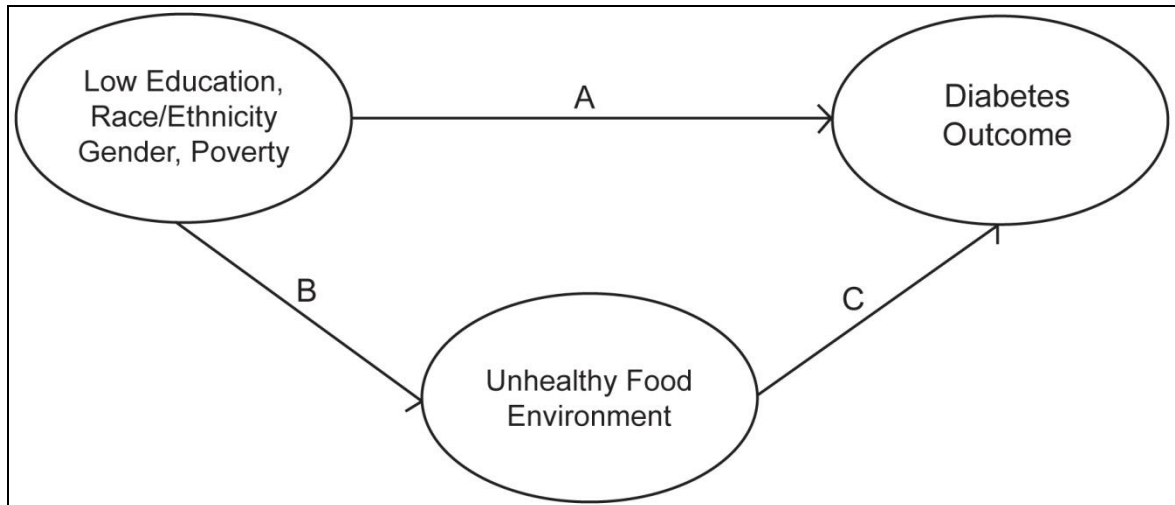 Low Education,
Race/Ethnicity
Gender, Poverty
A
Diabetes
Outcome
B
C
Unhealthy Food
Environment